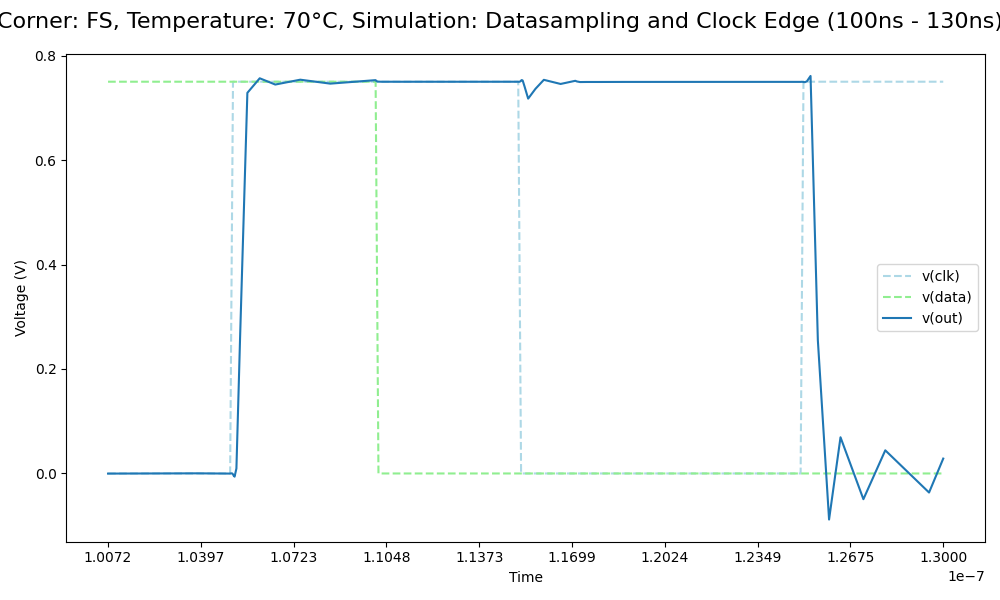 Corner: FS, Temperature: 70°C, Simulation: Datasampling and Clock Edge (100ns - 130ns)
0.8
0.6
0.4
0.2
0.0
Voltage (V)
v(clk)
v(data)
v(out)
1.0072 1.0397 1.0723 1.1048 1.1373 1.1699 1.2024 1.2349 1.2675 1.3000
1e−7
Time